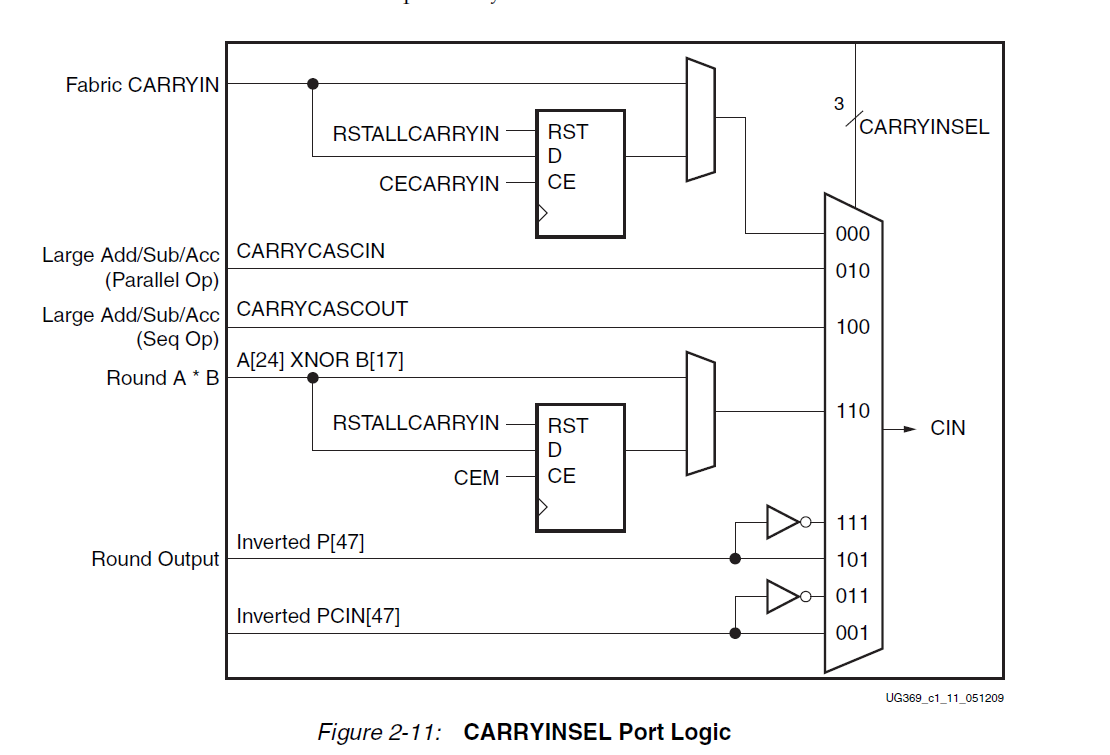 Fabric CARRYIN
3
CARRYINSEL
RSTALLCARRYIN
RST
D
CECARRYIN
CE
000
Large Add/Sub/Acc
(Parallel Op)
CARRYCASCIN
010
Large Add/Sub/Acc
(Seq Op)
CARRYCASCOUT
100
A[24] XNOR B[17]
Round A * B
RSTALLCARRYIN
RST
D
CEM
CE
110
CIN
111
Inverted P[47]
Round Output
101
011
Inverted PCIN[47]
001
UG369_c1_11_051209
Figure 2-11: CARRYINSEL Port Logic